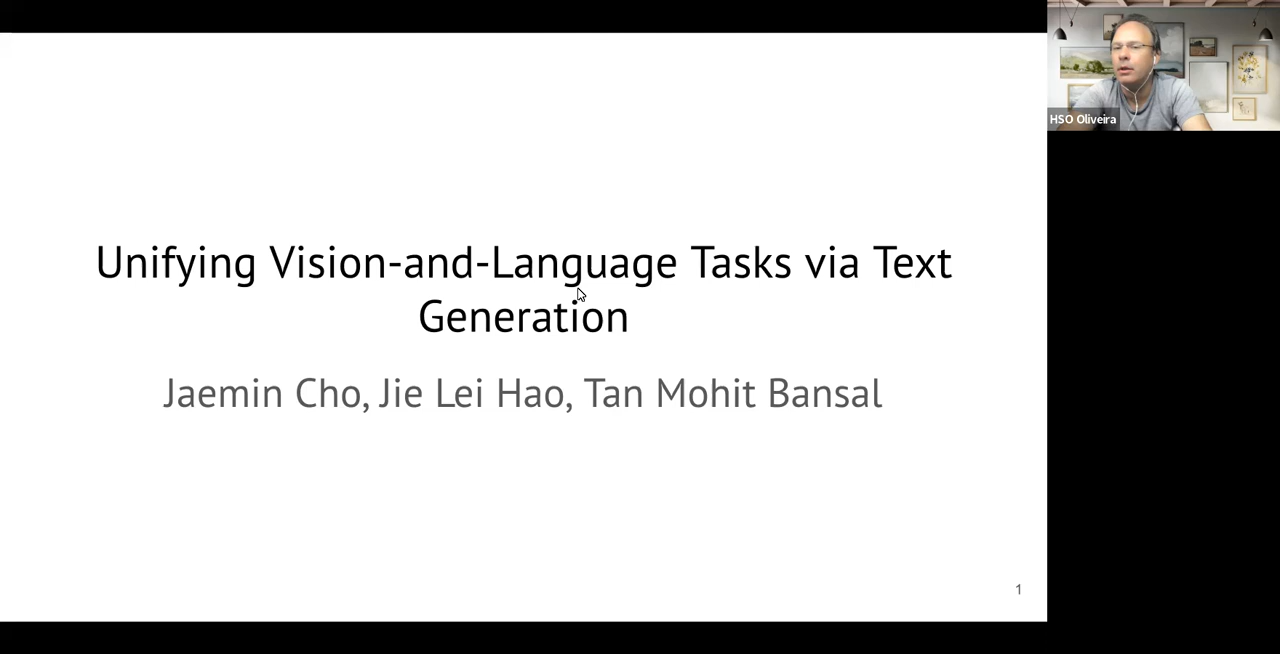 Unifying Vision-and-Language Tasks via Text
Generation
Jaemin Cho, Jie Lei Hao, Tan Mohit Bansal
1
HSO Oliveira